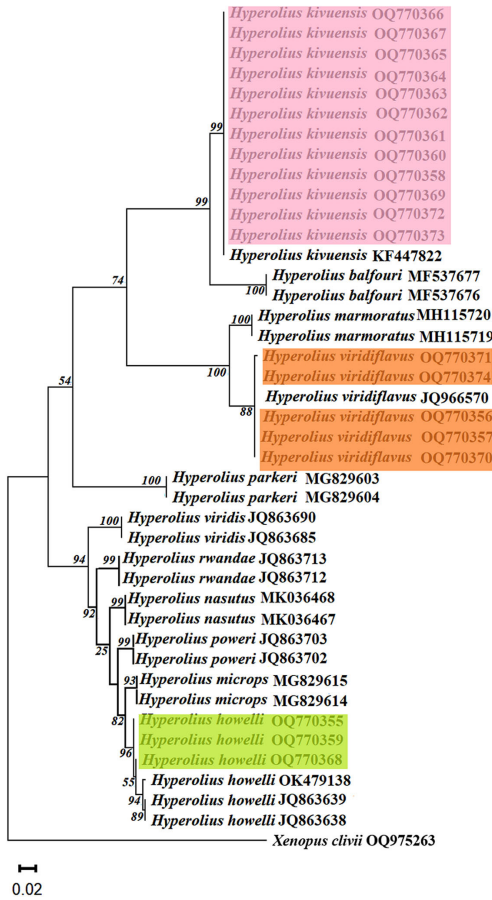 Hyperolius kivuensis OQ770366
Hyperolius kivuensis OQ770367
Hyperolius kivuensis OQ770365
Hyperolius kivuensis OQ770364
Hyperolius kivuensis OQ770363
Hyperolius kivuensis OQ770362
99 Hyperolius kivuensis OQ770361
Hyperolius kivuensis OQ770360
Hyperolius kivuensis OQ770358
Hyperolius kivuensis OQ770369
99
Hyperolius kivuensis OQ770372
Hyperolius kivuensis OQ770373
Hyperolius kivuensis KF447822
Hyperolius balfouri MF537677
74
100 Hyperolius balfouri MF537676
Hyperolius marmoratus MH115720
100
Hyperolius marmoratus MH115719
Hyperolius viridiflavus OQ770371
100
Hyperolius viridiflavus OQ770374
54
Hyperolius viridiflavus JQ966570
88
Hyperolius viridiflavus OQ770356
Hyperolius viridiflavus OQ770357
Hyperolius viridiflavus OQ770370
100 Hyperolius parkeri MG829603
Hyperolius parkeri MG829604
100 Hyperolius viridis JQ863690
Hyperolius viridis JQ863685
94
99 Hyperolius rwandae JQ863713
Hyperolius rwandae JQ863712
99 Hyperolius nasutus MK036468
92
Hyperolius nasutus MK036467
99 Hyperolius poweri JQ863703
25
Hyperolius poweri JQ863702
93 Hyperolius microps MG829615
Hyperolius microps MG829614
82
Hyperolius howelli OQ770355
Hyperolius howelli OQ770359
96
Hyperolius howelli OQ770368
55 Hyperolius howelli OK479138
94 Hyperolius howelli JQ863639
89 Hyperolius howelli JQ863638
Xenopus clivii OQ975263
0.02